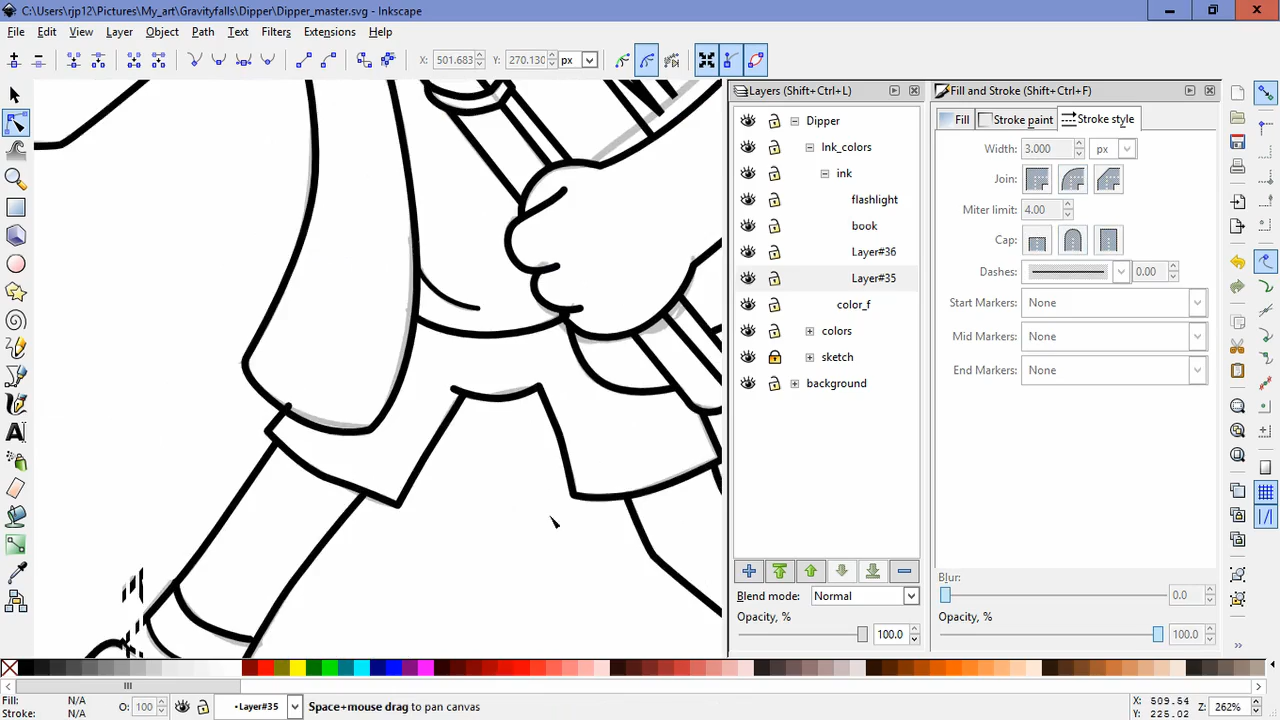 C:\Users\rjp12\Pictures\My_art\Gravityfalls\Dipper\Dipper_master.svg - Inkscape
File Edit View Layer Object Path Text Filters Extensions Help
X: 501.683 Y: 270.130 px
Layers (Shift+Ctrl+L)
Dipper
Ink_colors
ink
flashlight
book
Layer#36
Layer#35
color_f
colors
sketch
background
Blend mode: Normal
Opacity, %
100.0
Fill and Stroke (Shift+Ctrl+F)
Fill Stroke paint Stroke style
Width: 3.000 px
Join:
Miter limit: 4.00
Cap:
Dashes: 0.00
Start Markers: None
Mid Markers: None
End Markers: None
Blur:
0.0
Opacity, %
100.0
Fill: N/A
Stroke: N/A
O: 100
•Layer#35
Space+mouse drag to pan canvas
X: 509.54
Y: 225.02
Z: 262%